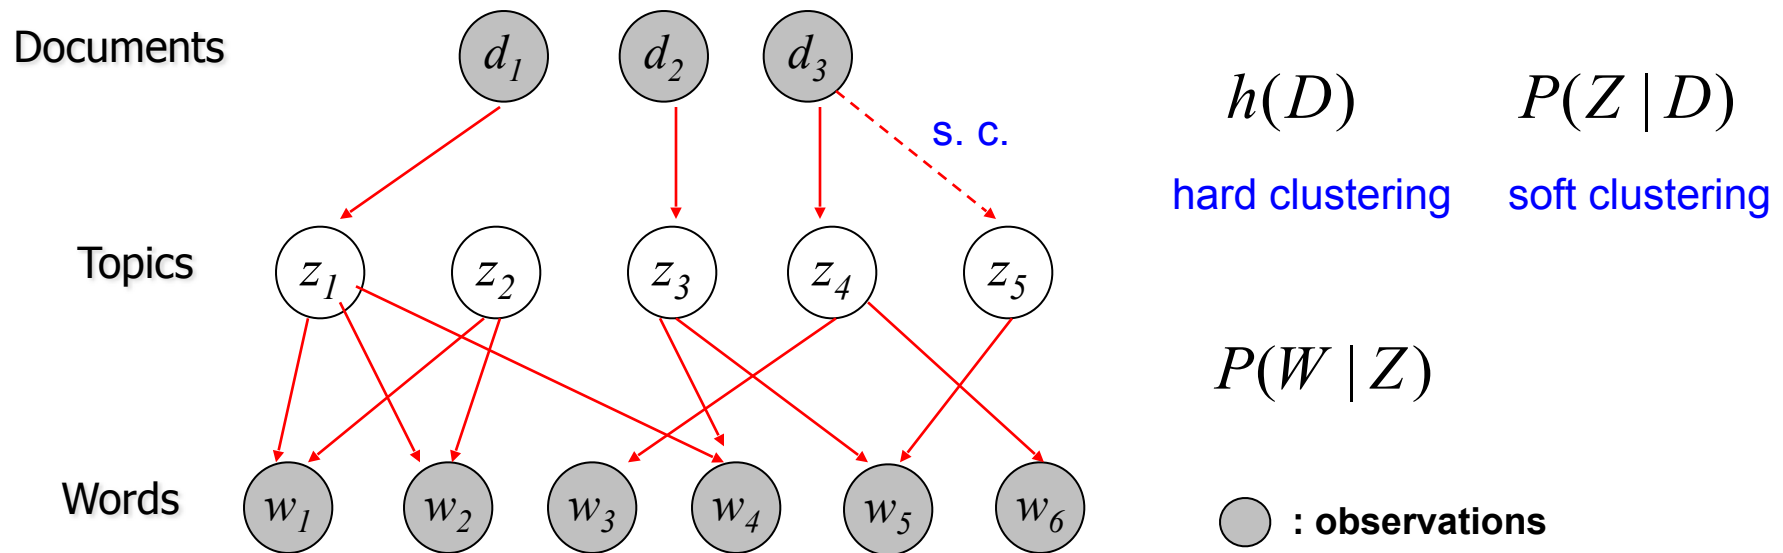 Documents d₁ d₂ d₃
h(D) P(Z | D)
s. c.
hard clustering soft clustering
Topics z₁ z₂ z₃ z₄ z₅
P(W | Z)
Words w₁ w₂ w₃ w₄ w₅ w₆
: observations